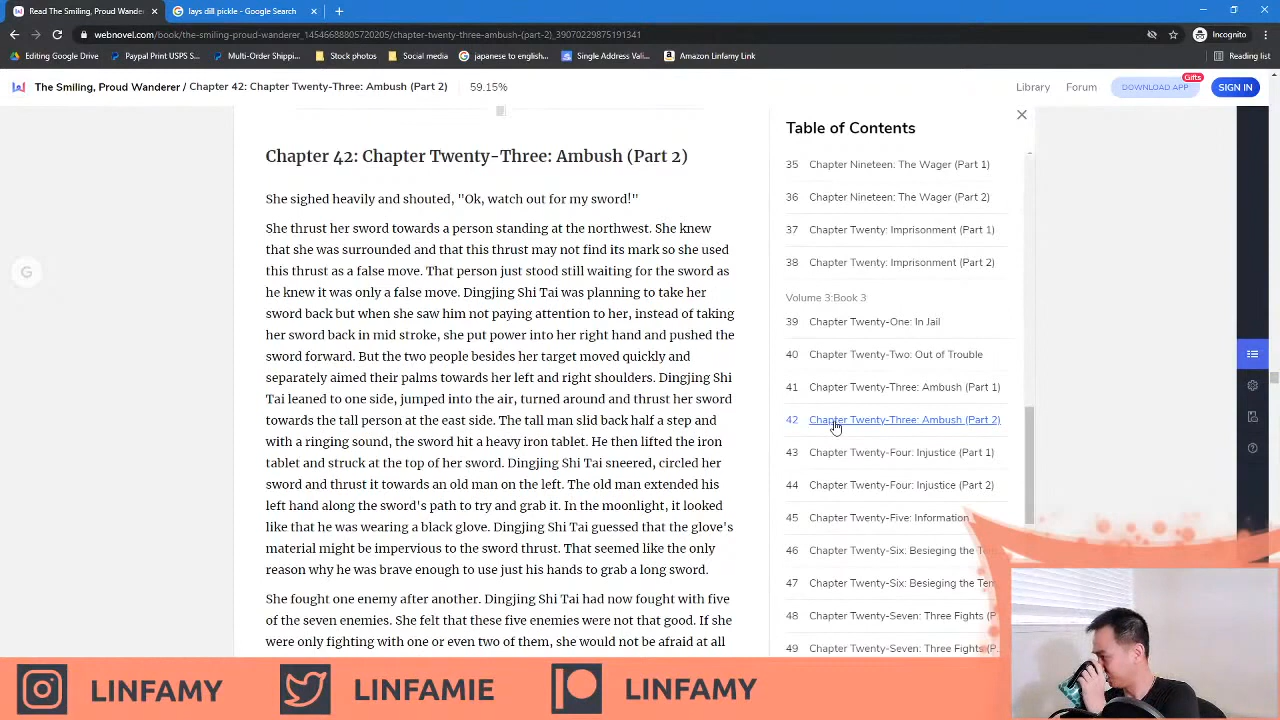 Read The Smiling, Proud Wander
lays dill pickle - Google Search
webnovel.com/book/the-smiling-proud-wanderer_14546688805720205/chapter-twenty-three-ambush-(part-2)_39070229875191341
Incognito
Editing Google Drive
Paypal Print USPS S...
Multi-Order-Shippi...
Stock photos
Social media
japanese to english...
Single Address Vali...
Amazon Linfamy Link
Reading list
The Smiling, Proud Wanderer / Chapter 42: Chapter Twenty-Three: Ambush (Part 2)
59.15%
Library
Forum
Gifts
DOWNLOAD APP
SIGN IN
Chapter 42: Chapter Twenty-Three: Ambush (Part 2)
She sighed heavily and shouted, "Ok, watch out for my sword!"
She thrust her sword towards a person standing at the northwest. She knew
that she was surrounded and that this thrust may not find its mark so she used
this thrust as a false move. That person just stood still waiting for the sword as
he knew it was only a false move. Dingjing Shi Tai was planning to take her
sword back but when she saw him not paying attention to her, instead of taking
her sword back in mid stroke, she put power into her right hand and pushed the
sword forward. But the two people besides her target moved quickly and
separately aimed their palms towards her left and right shoulders. Dingjing Shi
Tai leaned to one side, jumped into the air, turned around and thrust her sword
towards the tall person at the east side. The tall man slid back half a step and
with a ringing sound, the sword hit a heavy iron tablet. He then lifted the iron
tablet and struck at the top of her sword. Dingjing Shi Tai sneered, circled her
sword and thrust it towards an old man on the left. The old man extended his
left hand along the sword's path to try and grab it. In the moonlight, it looked
like that he was wearing a black glove. Dingjing Shi Tai guessed that the glove's
material might be impervious to the sword thrust. That seemed like the only
reason why he was brave enough to use just his hands to grab a long sword.
She fought one enemy after another. Dingjing Shi Tai had now fought with five
of the seven enemies. She felt that these five enemies were not that good. If she
were only fighting with one or even two of them, she would not be afraid at all
Table of Contents
35 Chapter Nineteen: The Wager (Part 1)
36 Chapter Nineteen: The Wager (Part 2)
37 Chapter Twenty: Imprisonment (Part 1)
38 Chapter Twenty: Imprisonment (Part 2)
Volume 3:Book 3
39 Chapter Twenty-One: In Jail
40 Chapter Twenty-Two: Out of Trouble
41 Chapter Twenty-Three: Ambush (Part 1)
42 Chapter Twenty-Three: Ambush (Part 2)
43 Chapter Twenty-Four: Injustice (Part 1)
44 Chapter Twenty-Four: Injustice (Part 2)
45 Chapter Twenty-Five: Information
46 Chapter Twenty-Six: Besieging the
47 Chapter Twenty-Six: Besieging the Tem
48 Chapter Twenty-Seven: Three Fights (P
49 Chapter Twenty-Seven: Three Fights (P...
LINFAMY
LINFAMIE
LINFAMY